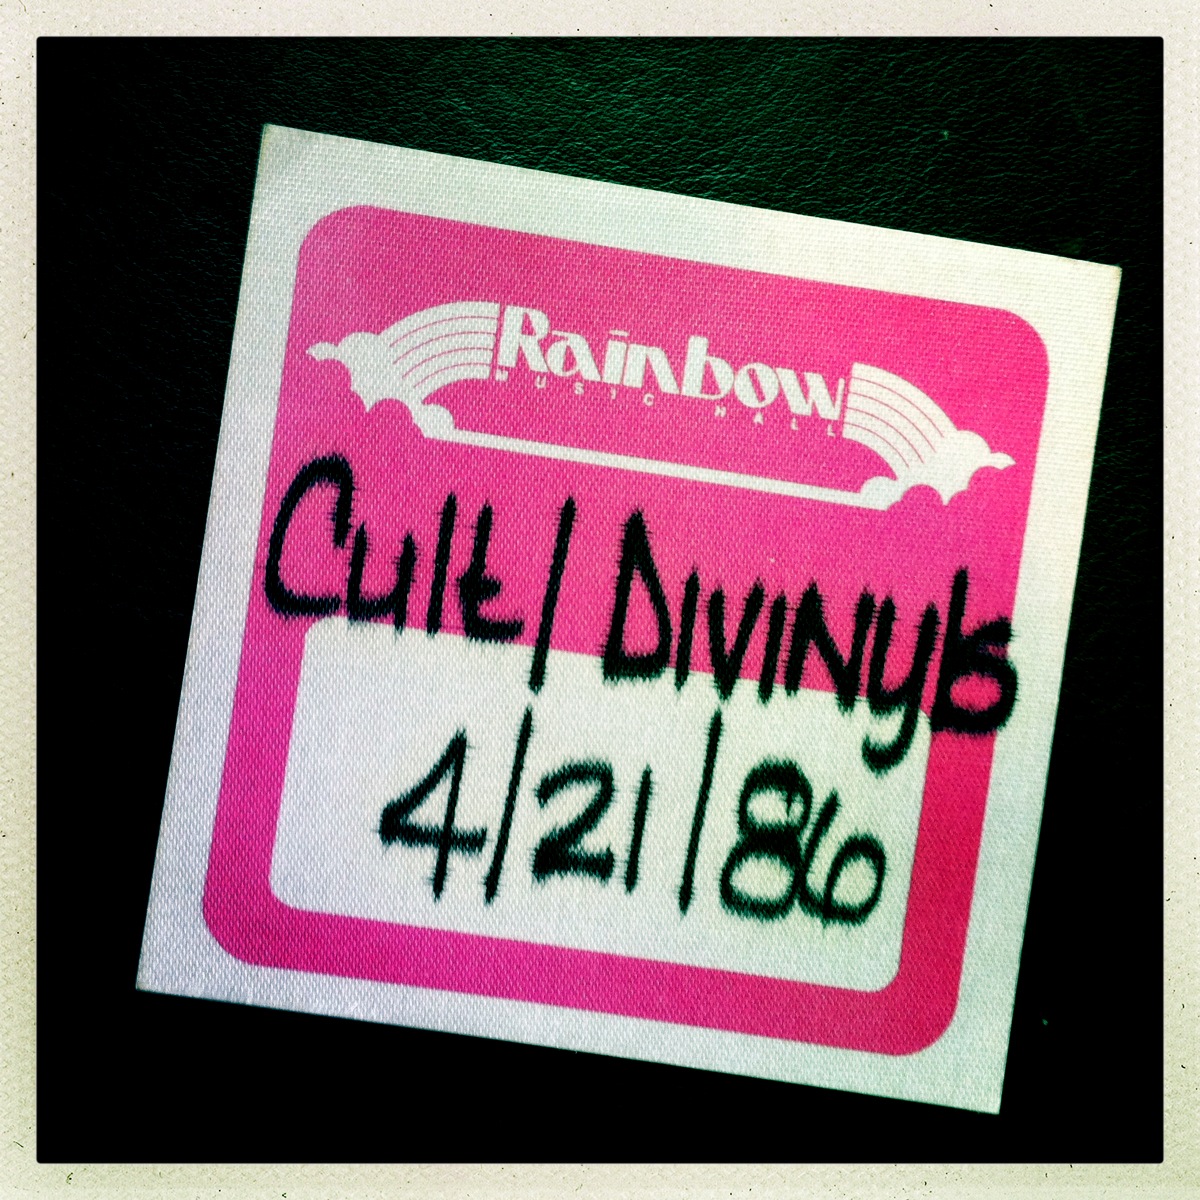 Rainbow
MUSIC HALL
Cult/Divinyls
4/21/86